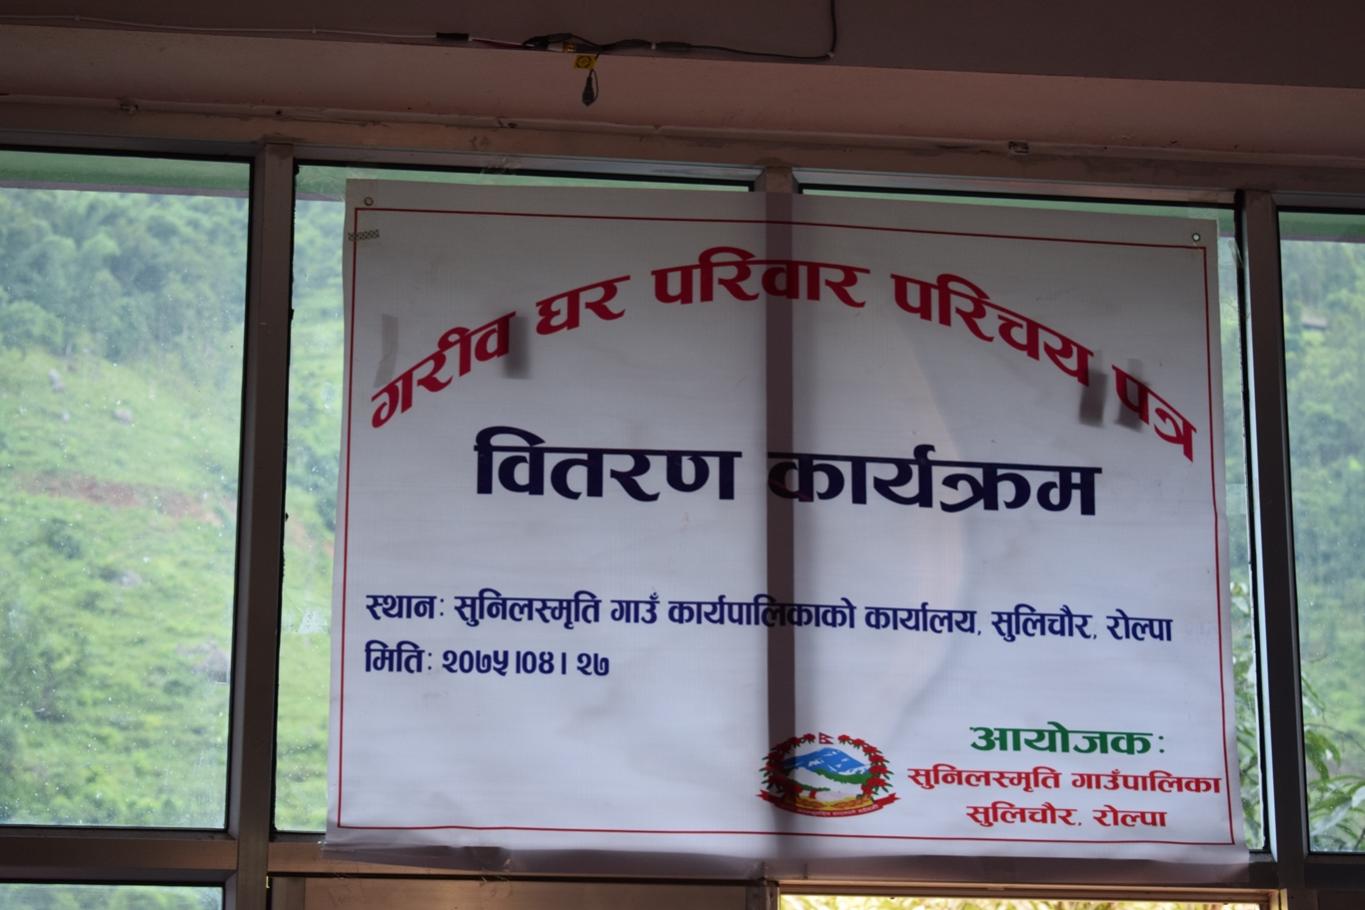 गरीव घर परिवार परिचय पत्र
वितरण कार्यक्रम
स्थानः सुनिलस्मृति गाउँ कार्यपालिकाको कार्यालय, सुलिचौर, रोल्पा
मितिः २०७५।०४। २७
आयोजकः
सुनिलस्मृति गाउँपालिका
सुलिचौर, रोल्पा